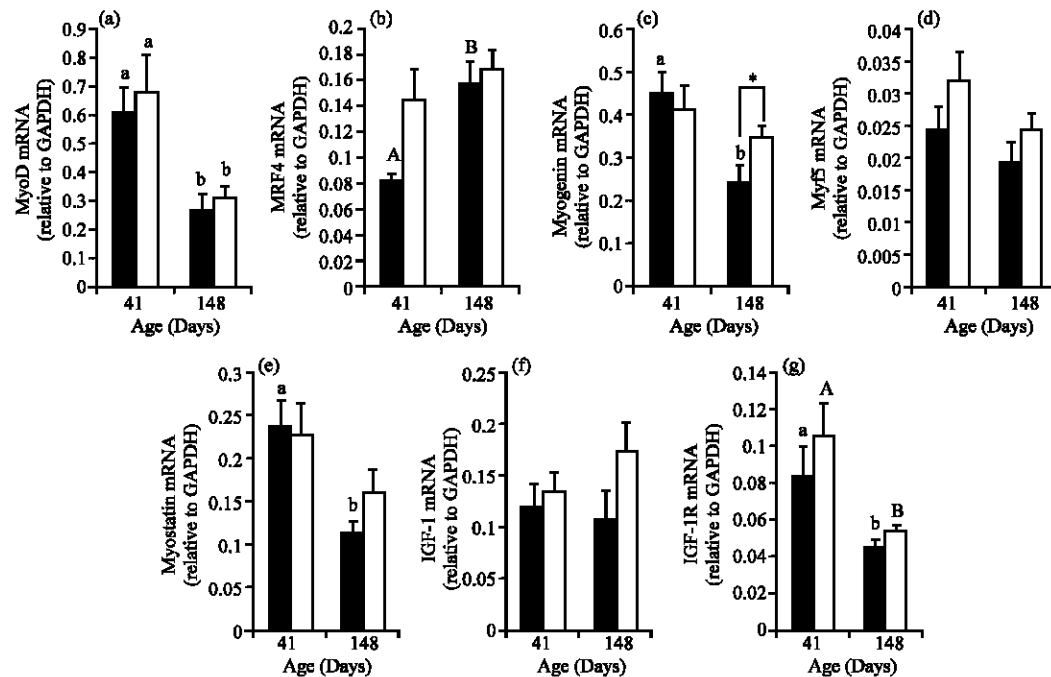 (a)
MyoD mRNA
(relative to GAPDH)
0.9
0.8
0.7
0.6
0.5
0.4
0.3
0.2
0.1
0
a
a
b
b
41
148
Age (Days)
(b)
MRF4 mRNA
(relative to GAPDH)
0.2
0.18
0.16
0.14
0.12
0.1
0.08
0.06
0.04
0.02
0
A
B
41
148
Age (Days)
(c)
Myogenin mRNA
(relative to GAPDH)
0.6
0.5
0.4
0.3
0.2
0.1
0
a
*
b
41
148
Age (Days)
(d)
Myf5 mRNA
(relative to GAPDH)
0.04
0.035
0.03
0.025
0.02
0.015
0.01
0.005
0
41
148
Age (Days)
(e)
Myostatin mRNA
(relative to GAPDH)
0.3
0.25
0.2
0.15
0.1
0.05
0
a
b
41
148
Age (Days)
(f)
IGF-1 mRNA
(relative to GAPDH)
0.25
0.2
0.15
0.1
0.05
0
41
148
Age (Days)
(g)
IGF-1R mRNA
(relative to GAPDH)
0.14
0.12
0.10
0.08
0.06
0.04
0.02
0
a
A
b
B
41
148
Age (Days)